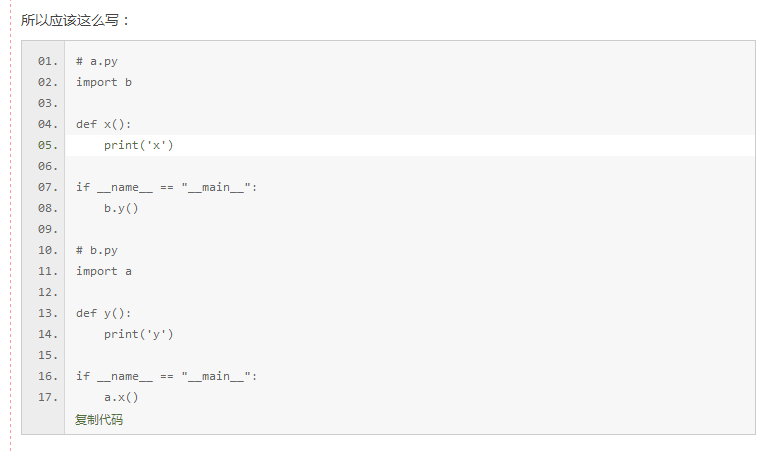 所以应该这么写：
01. # a.py
02. import b
03.
04. def x():
05.     print('x')
06.
07. if __name__ == "__main__":
08.     b.y()
09.
10. # b.py
11. import a
12.
13. def y():
14.     print('y')
15.
16. if __name__ == "__main__":
17.     a.x()
复制代码